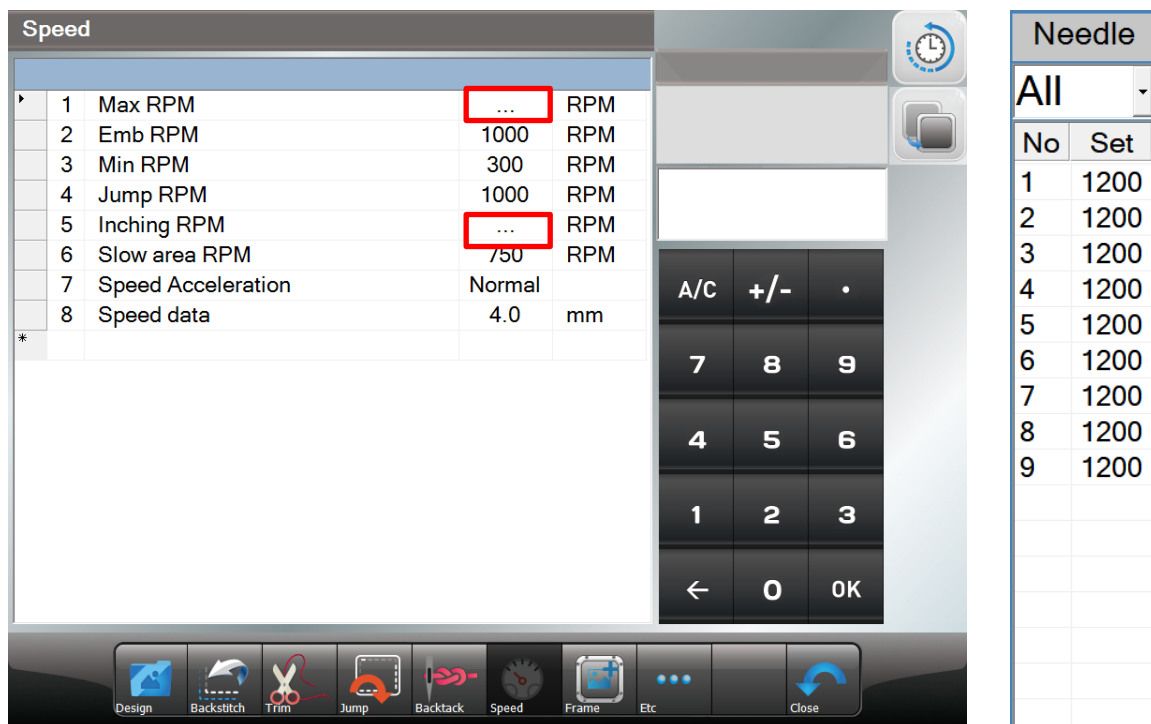 Speed
1 Max RPM ... RPM
2 Emb RPM 1000 RPM
3 Min RPM 300 RPM
4 Jump RPM 1000 RPM
5 Inching RPM ... RPM
6 Slow area RPM 750 RPM
7 Speed Acceleration Normal
8 Speed data 4.0 mm
*
A/C +/- .
7 8 9
4 5 6
1 2 3
← 0 OK
Design Backstitch Trim Jump Backtack Speed Frame Etc Close
Needle
All
No Set
1 1200
2 1200
3 1200
4 1200
5 1200
6 1200
7 1200
8 1200
9 1200